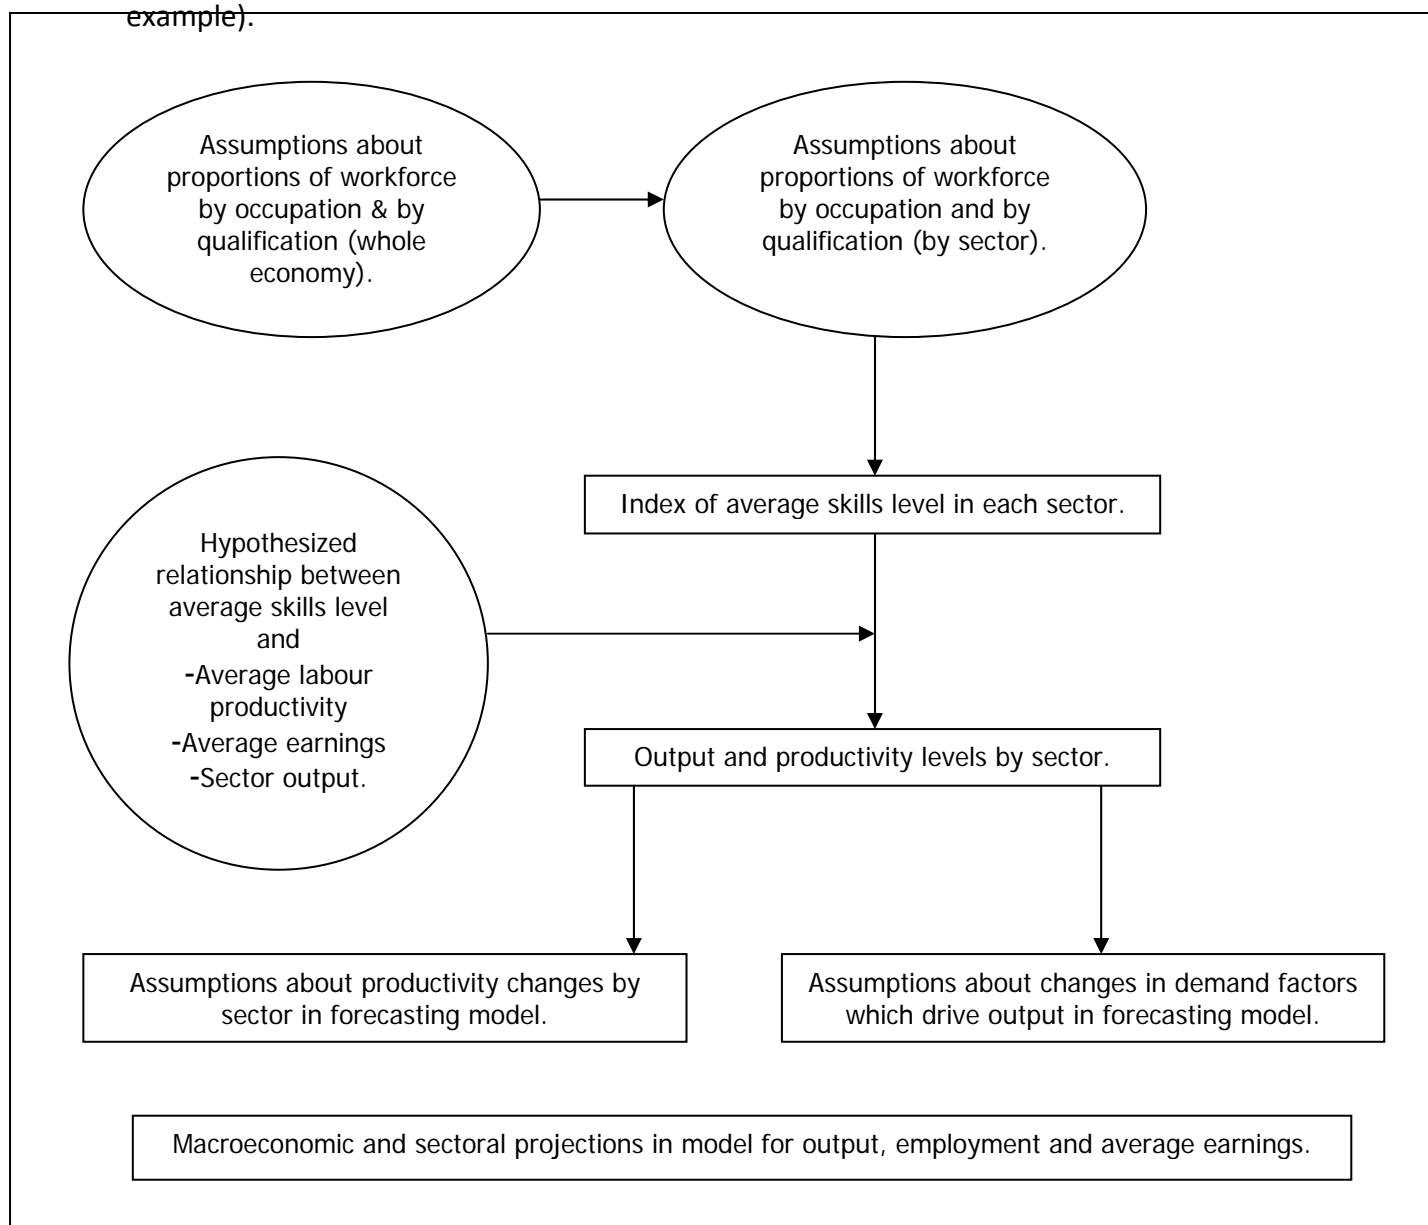 example).
Assumptions about
proportions of workforce
by occupation & by
qualification (whole
economy).
Assumptions about
proportions of workforce
by occupation and by
qualification (by sector).
Index of average skills level in each sector.
Hypothesized
relationship between
average skills level
and
-Average labour
productivity
-Average earnings
-Sector output.
Output and productivity levels by sector.
Assumptions about productivity changes by
sector in forecasting model.
Assumptions about changes in demand factors
which drive output in forecasting model.
Macroeconomic and sectoral projections in model for output, employment and average earnings.